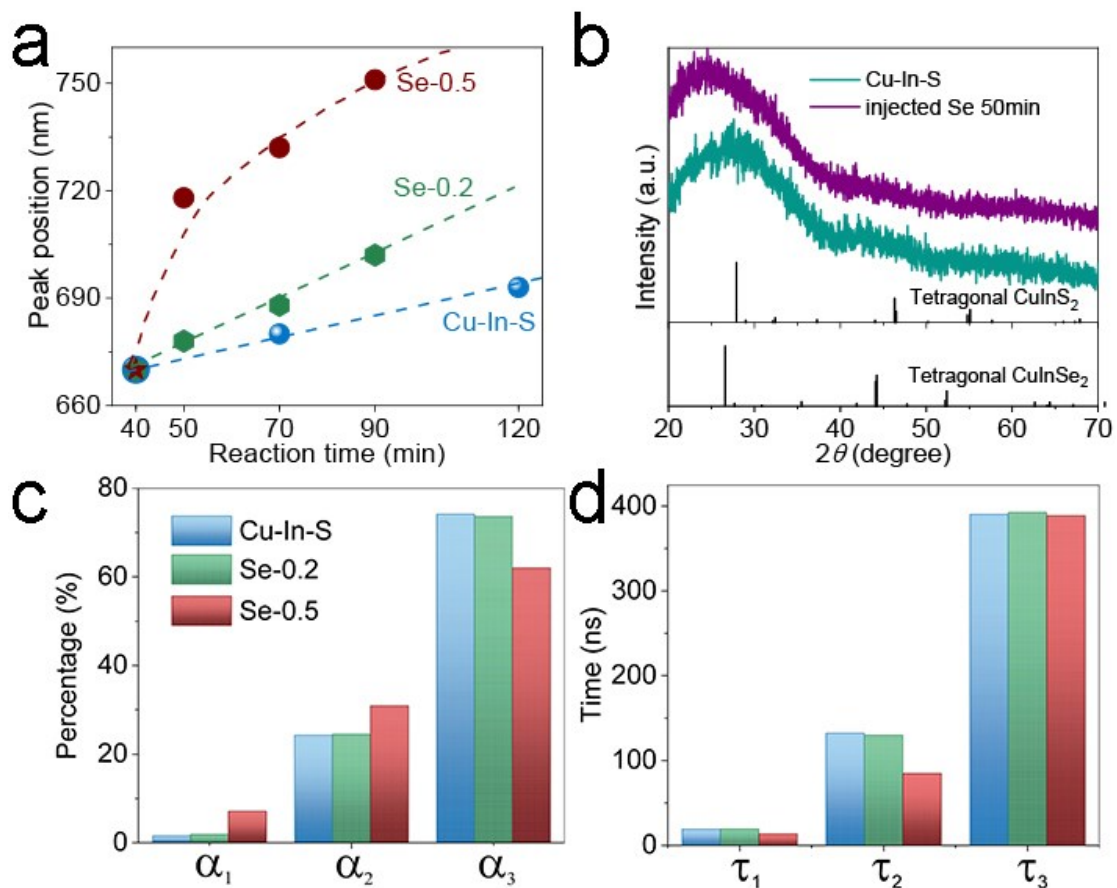 a
750
720
690
660
Peak position (nm)
Se-0.5
Se-0.2
Cu-In-S
40 50 70 90 120
Reaction time (min)
b
Intensity (a.u.)
Cu-In-S
injected Se 50min
Tetragonal CuInS₂
Tetragonal CuInSe₂
20 30 40 50 60 70
2θ (degree)
c
80
60
40
20
0
Percentage (%)
Cu-In-S
Se-0.2
Se-0.5
α₁ α₂ α₃
d
400
300
200
100
0
Time (ns)
τ₁ τ₂ τ₃